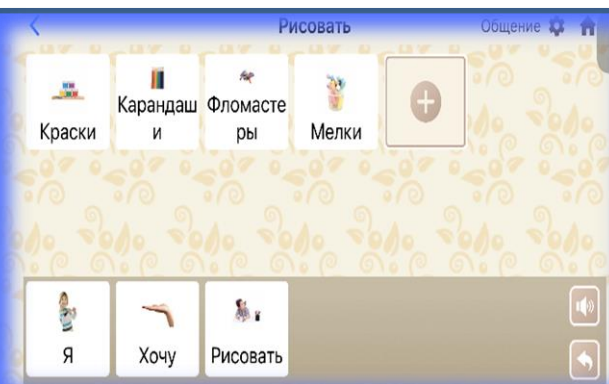 Рисовать
Общение
Краски
Карандаш
и
Фломасте
ры
Мелки
Я
Хочу
Рисовать